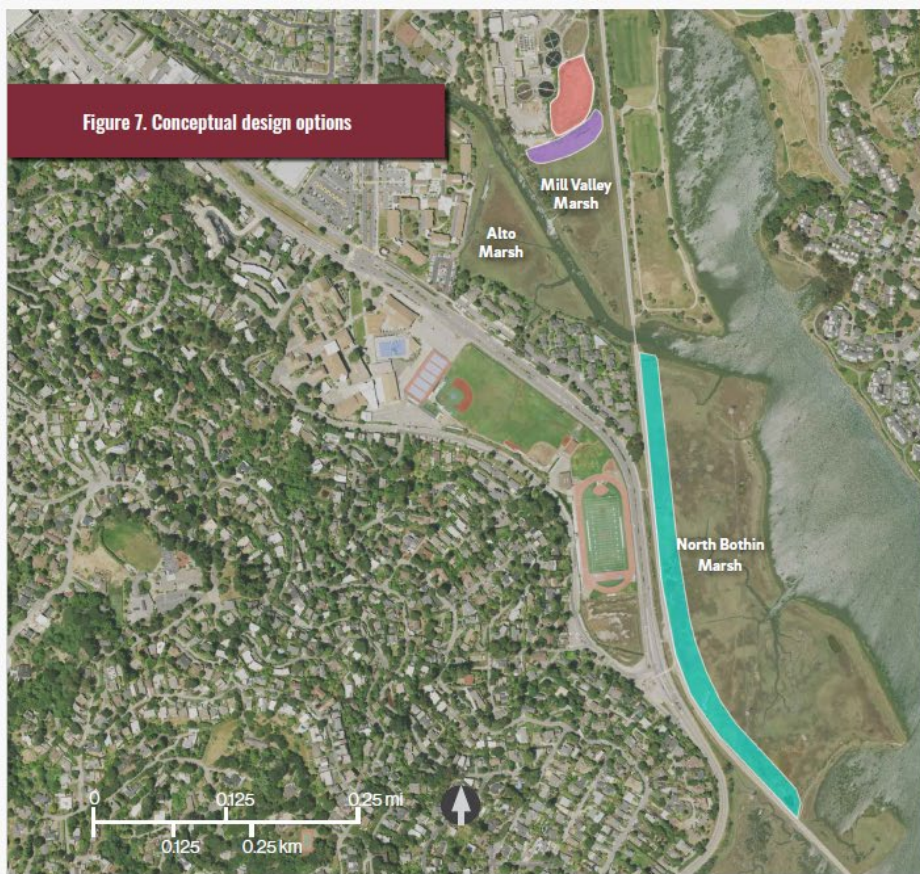 Figure 7. Conceptual design options
Mill Valley
Marsh
Alto
Marsh
North Bothin
Marsh
0 0.125 0.25 mi
0.125 0.25 km